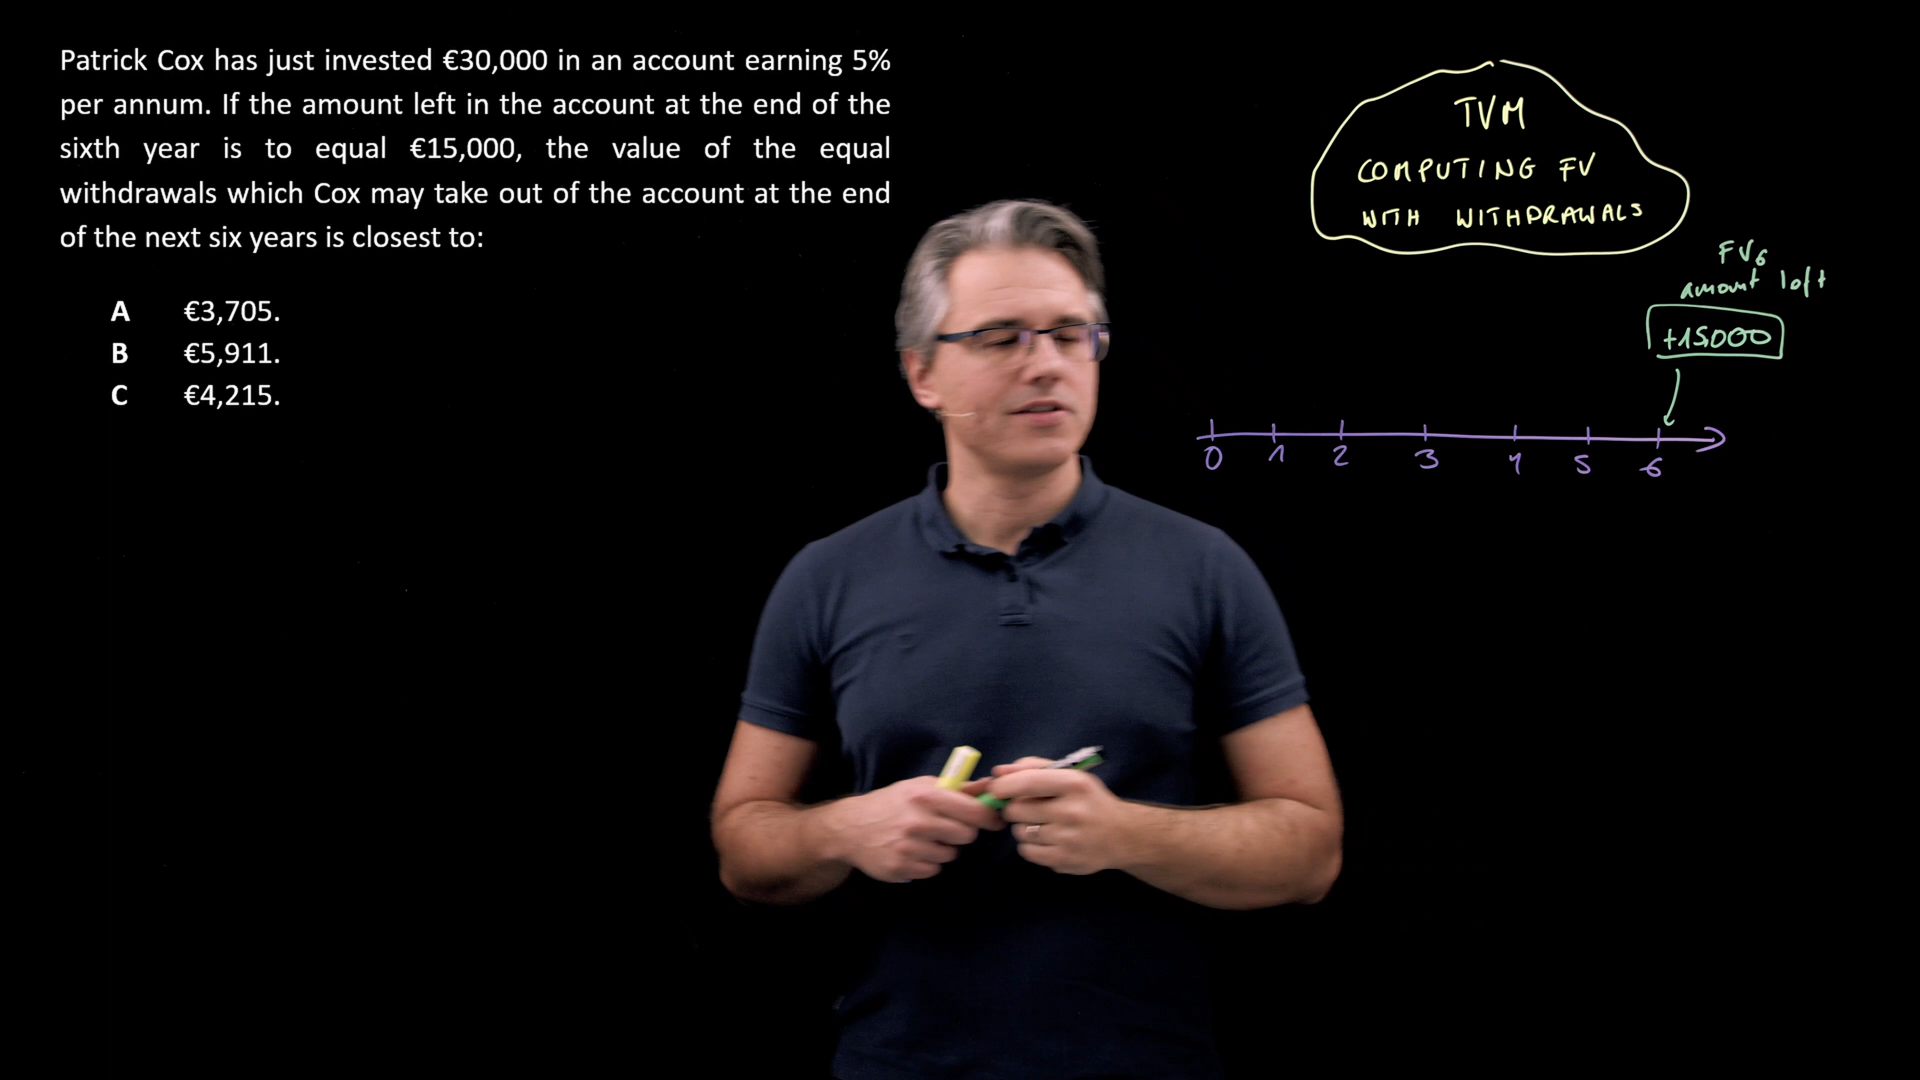 Patrick Cox has just invested €30,000 in an account earning 5%
per annum. If the amount left in the account at the end of the
sixth year is to equal €15,000, the value of the equal
withdrawals which Cox may take out of the account at the end
of the next six years is closest to:
A €3,705.
B €5,911.
C €4,215.
TVM
COMPUTING FV
WITH WITHDRAWALS
FV6
amount left
+15000
0 1 2 3 4 5 6